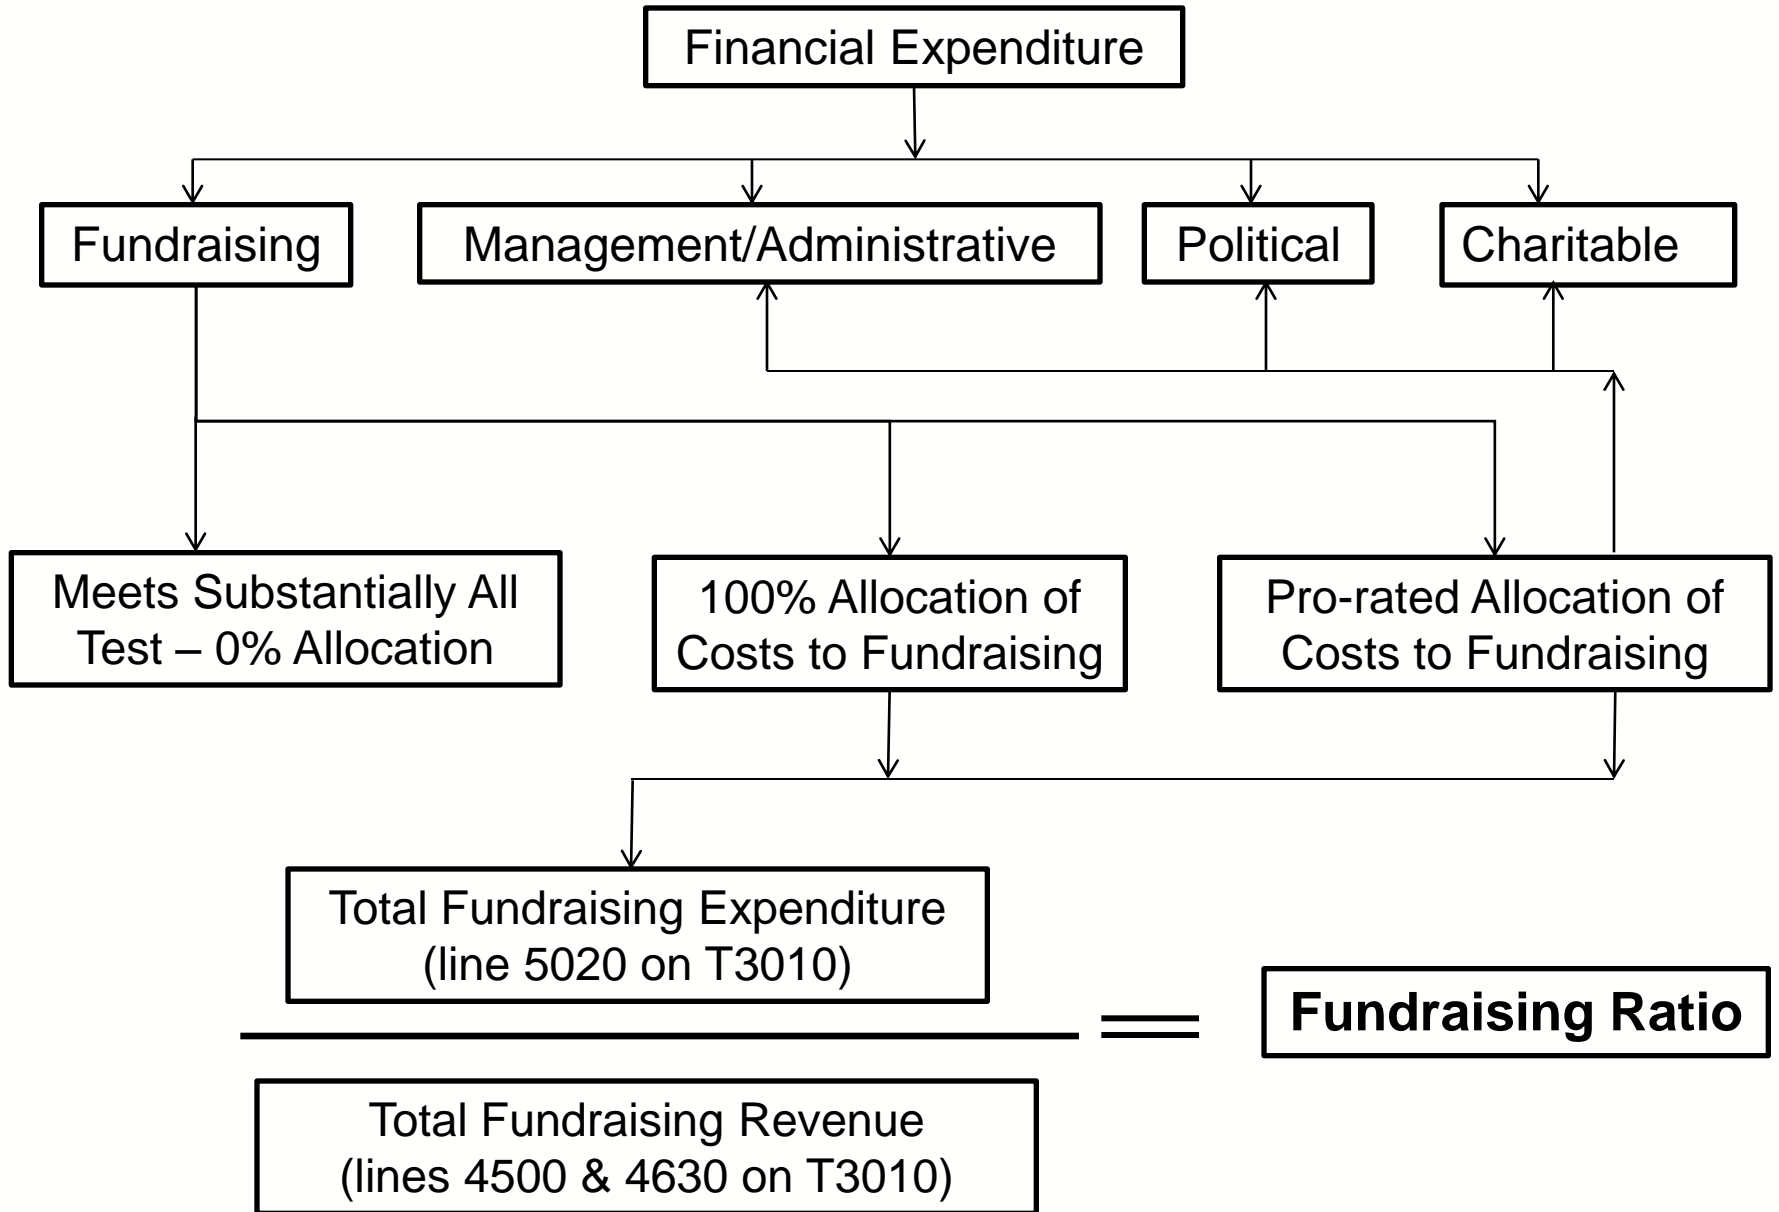 Financial Expenditure
Fundraising
Management/Administrative
Political
Charitable
Meets Substantially All
Test – 0% Allocation
100% Allocation of
Costs to Fundraising
Pro-rated Allocation of
Costs to Fundraising
Total Fundraising Expenditure
(line 5020 on T3010)
Fundraising Ratio
Total Fundraising Revenue
(lines 4500 & 4630 on T3010)